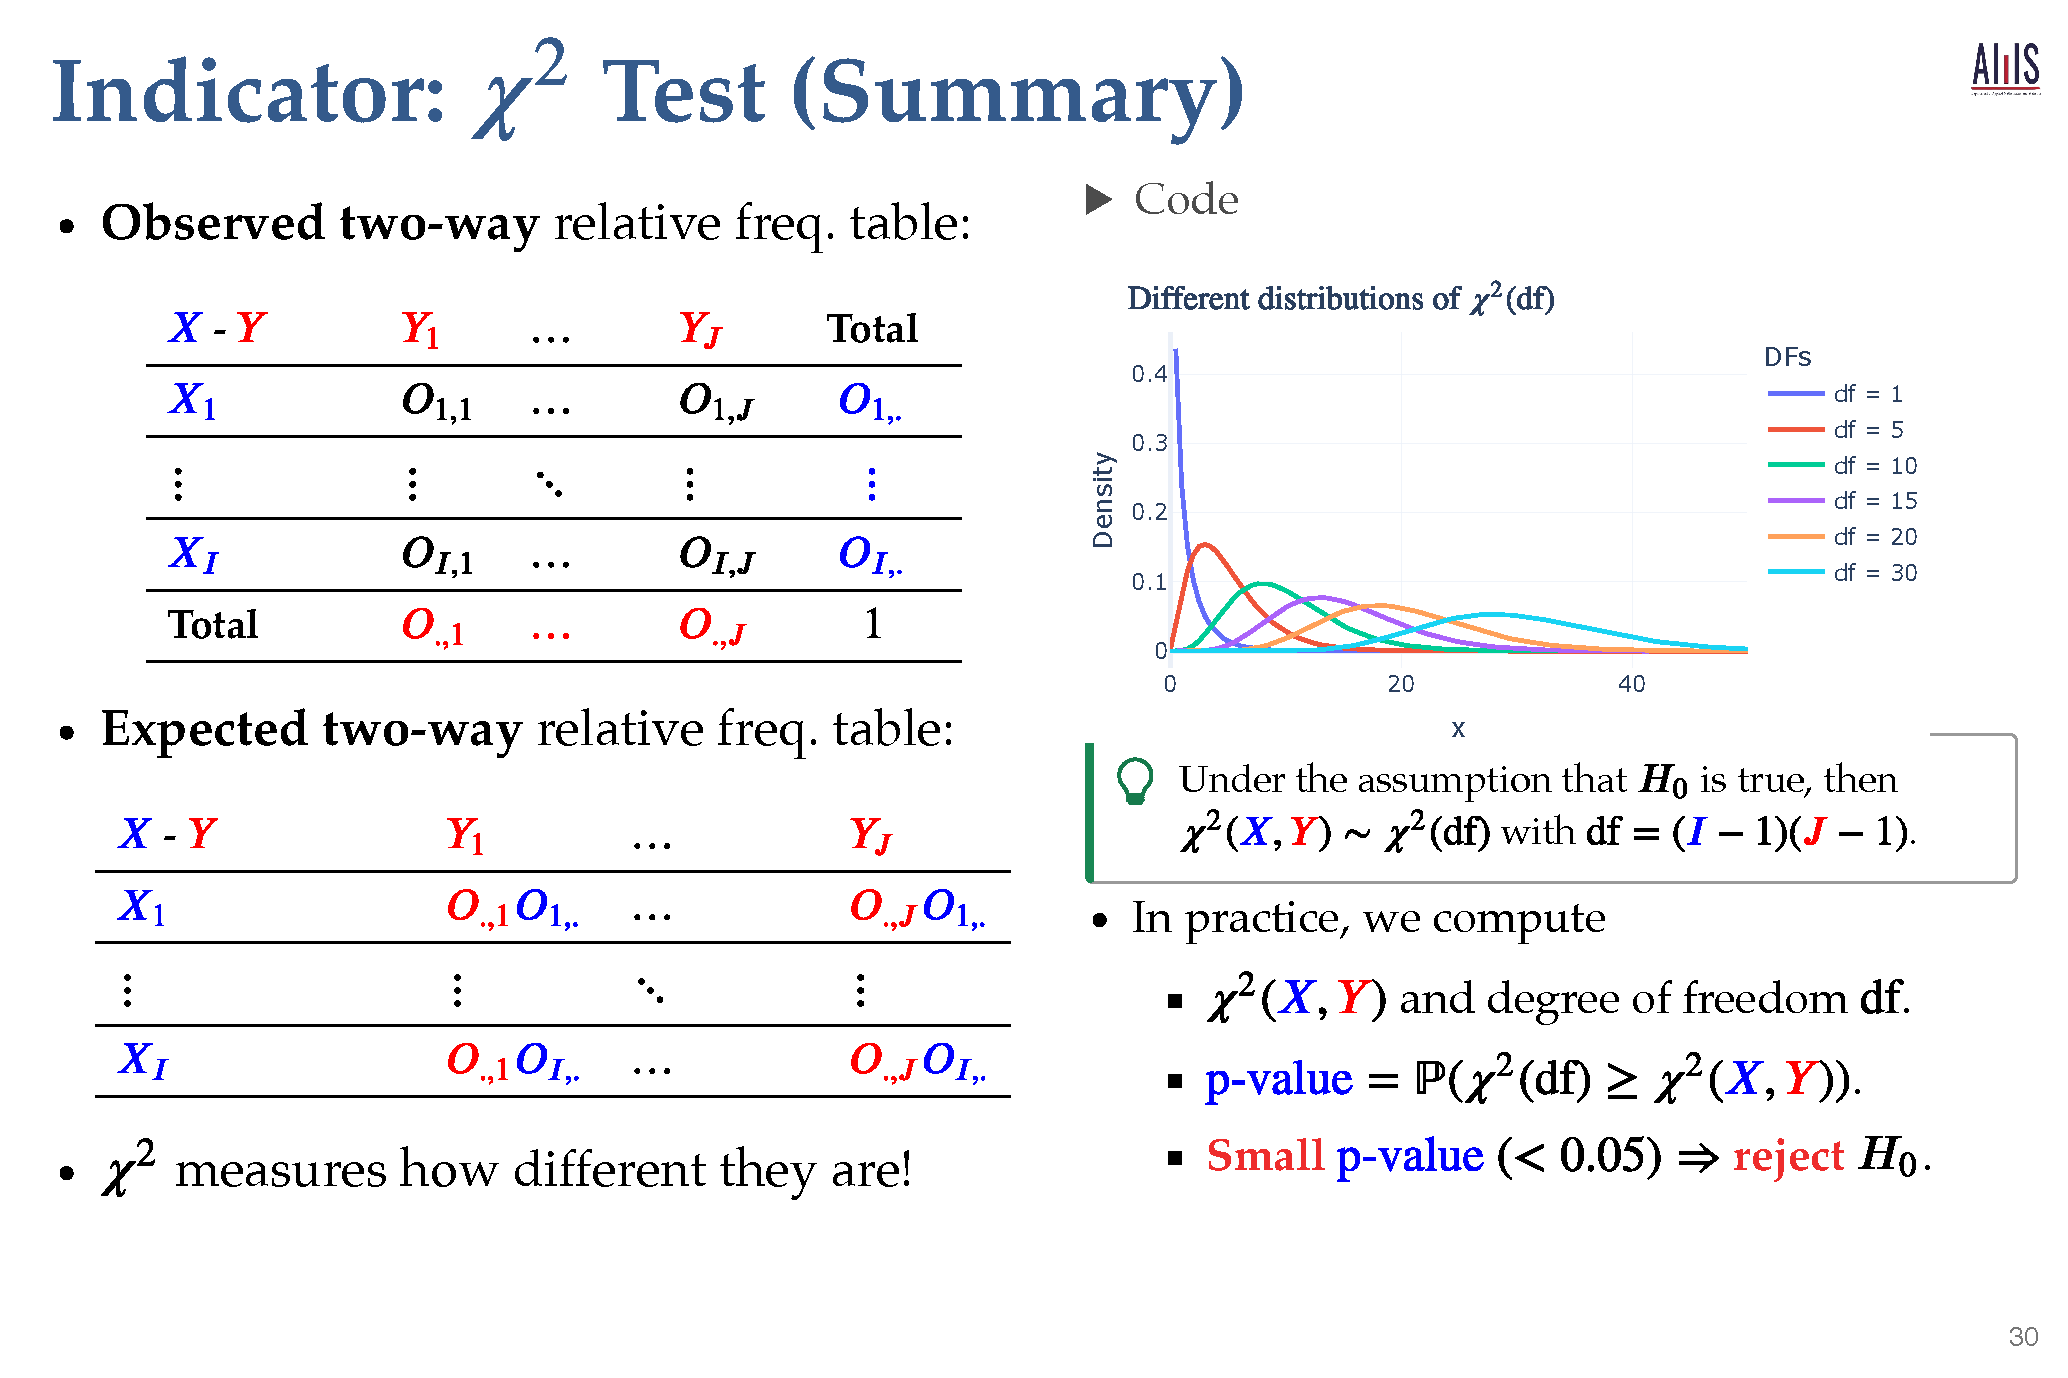 Indicator: χ² Test (Summary)
AMIS
• Observed two-way relative freq. table:
X - Y Y₁ … Y_J Total
X₁ O₁,₁ … O₁,J O₁,.
⋮ ⋮ ⋱ ⋮ ⋮
X_I O_I,₁ … O_I,J O_I,.
Total O.,₁ … O.,J 1
• Expected two-way relative freq. table:
X - Y Y₁ … Y_J
X₁ O.,₁O₁,. … O.,JO₁,.
⋮ ⋮ ⋱ ⋮
X_I O.,₁O_I,. … O.,JO_I,.
• χ² measures how different they are!
▶ Code
Different distributions of χ²(df)
Density
0.4
0.3
0.2
0.1
0
0 20 40
x
DFs
df = 1
df = 5
df = 10
df = 15
df = 20
df = 30
Under the assumption that H₀ is true, then
χ²(X, Y) ∼ χ²(df) with df = (I − 1)(J − 1).
• In practice, we compute
▪ χ²(X, Y) and degree of freedom df.
▪ p-value = ℙ(χ²(df) ≥ χ²(X, Y)).
▪ Small p-value (< 0.05) ⇒ reject H₀.
30